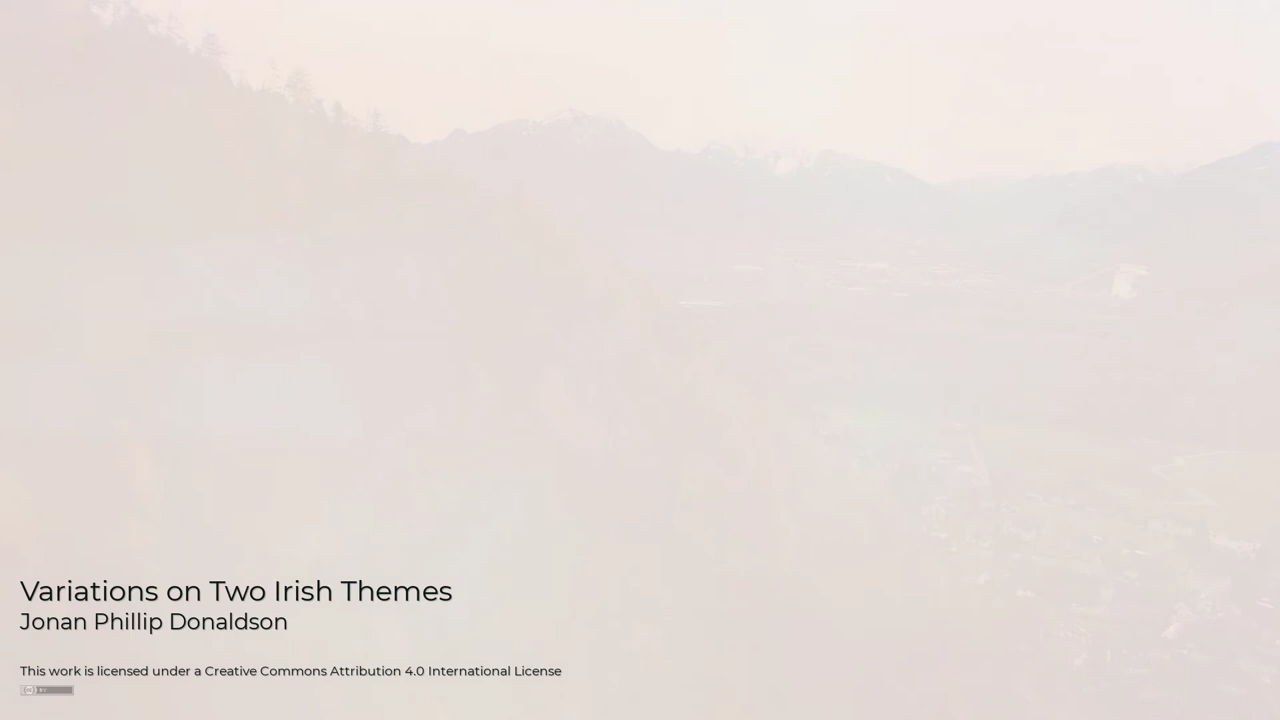 Variations on Two Irish Themes
Jonan Phillip Donaldson
This work is licensed under a Creative Commons Attribution 4.0 International License